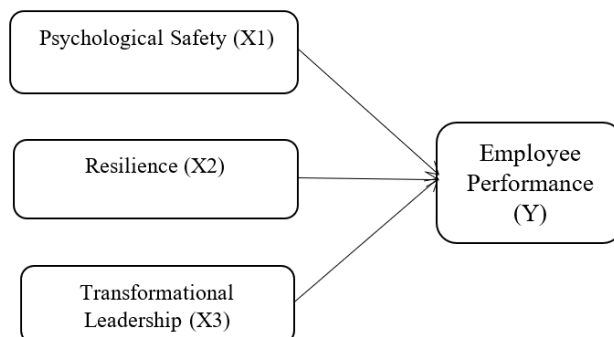 Psychological Safety (X1)
Resilience (X2)
Employee
Performance
(Y)
Transformational
Leadership (X3)